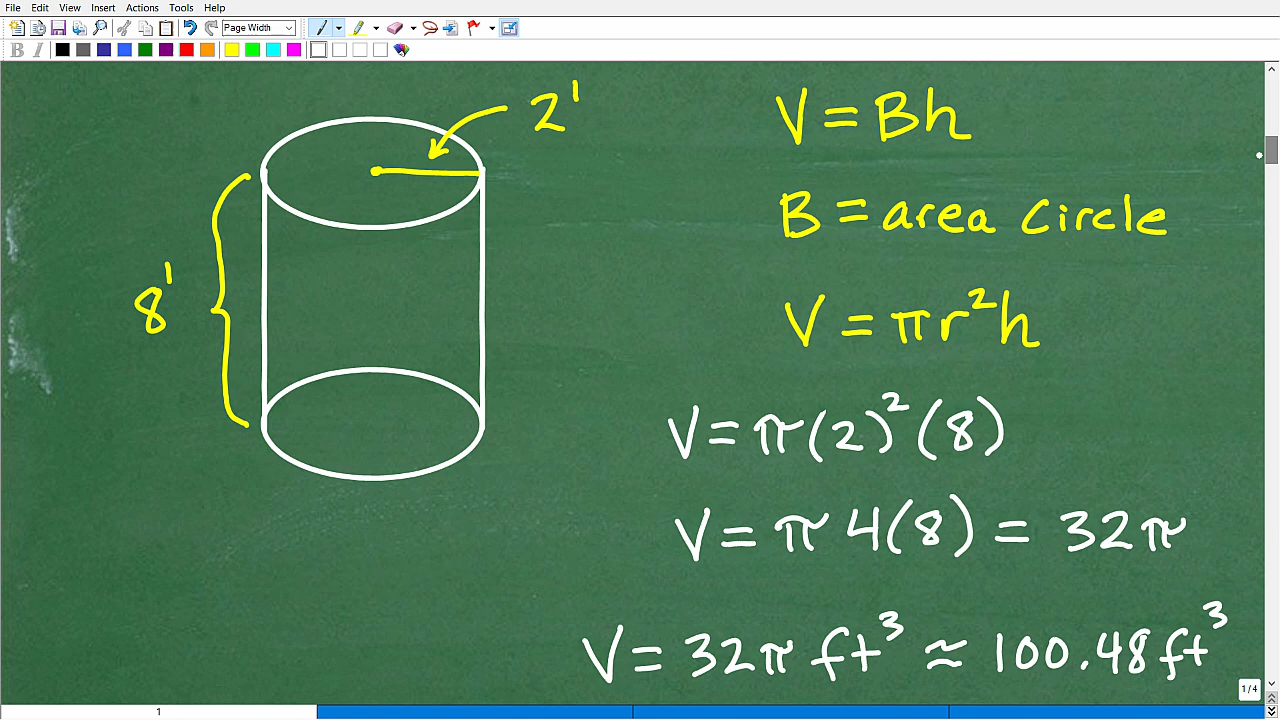 File Edit View Insert Actions Tools Help
Page Width
B I
2'
8'
V = Bh
B = area circle
V = πr²h
V = π(2)²(8)
V = π 4(8) = 32π
V = 32π ft³ ≈ 100.48 ft³
1/4
1